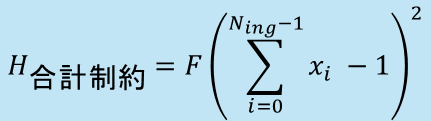 H合計制約 = F(∑_{i=0}^{N_{ing}-1} x_i - 1)^2